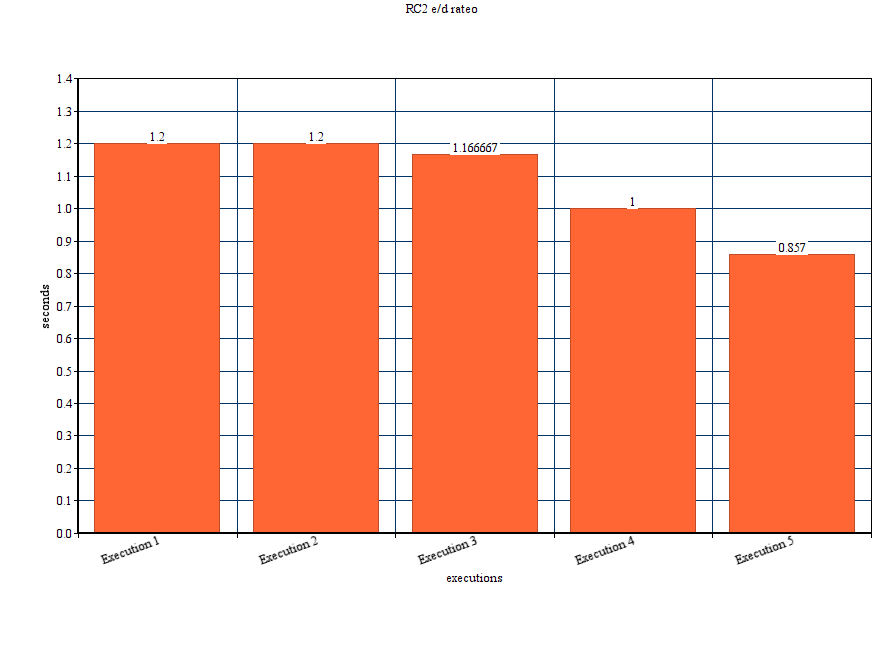 RC2 e/d rateo
1.4
1.3
1.2
1.1
1.0
0.9
0.8
0.7
0.6
0.5
0.4
0.3
0.2
0.1
0.0
seconds
1.2
1.2
1.166667
1
0.857
Execution 1
Execution 2
Execution 3
Execution 4
Execution 5
executions